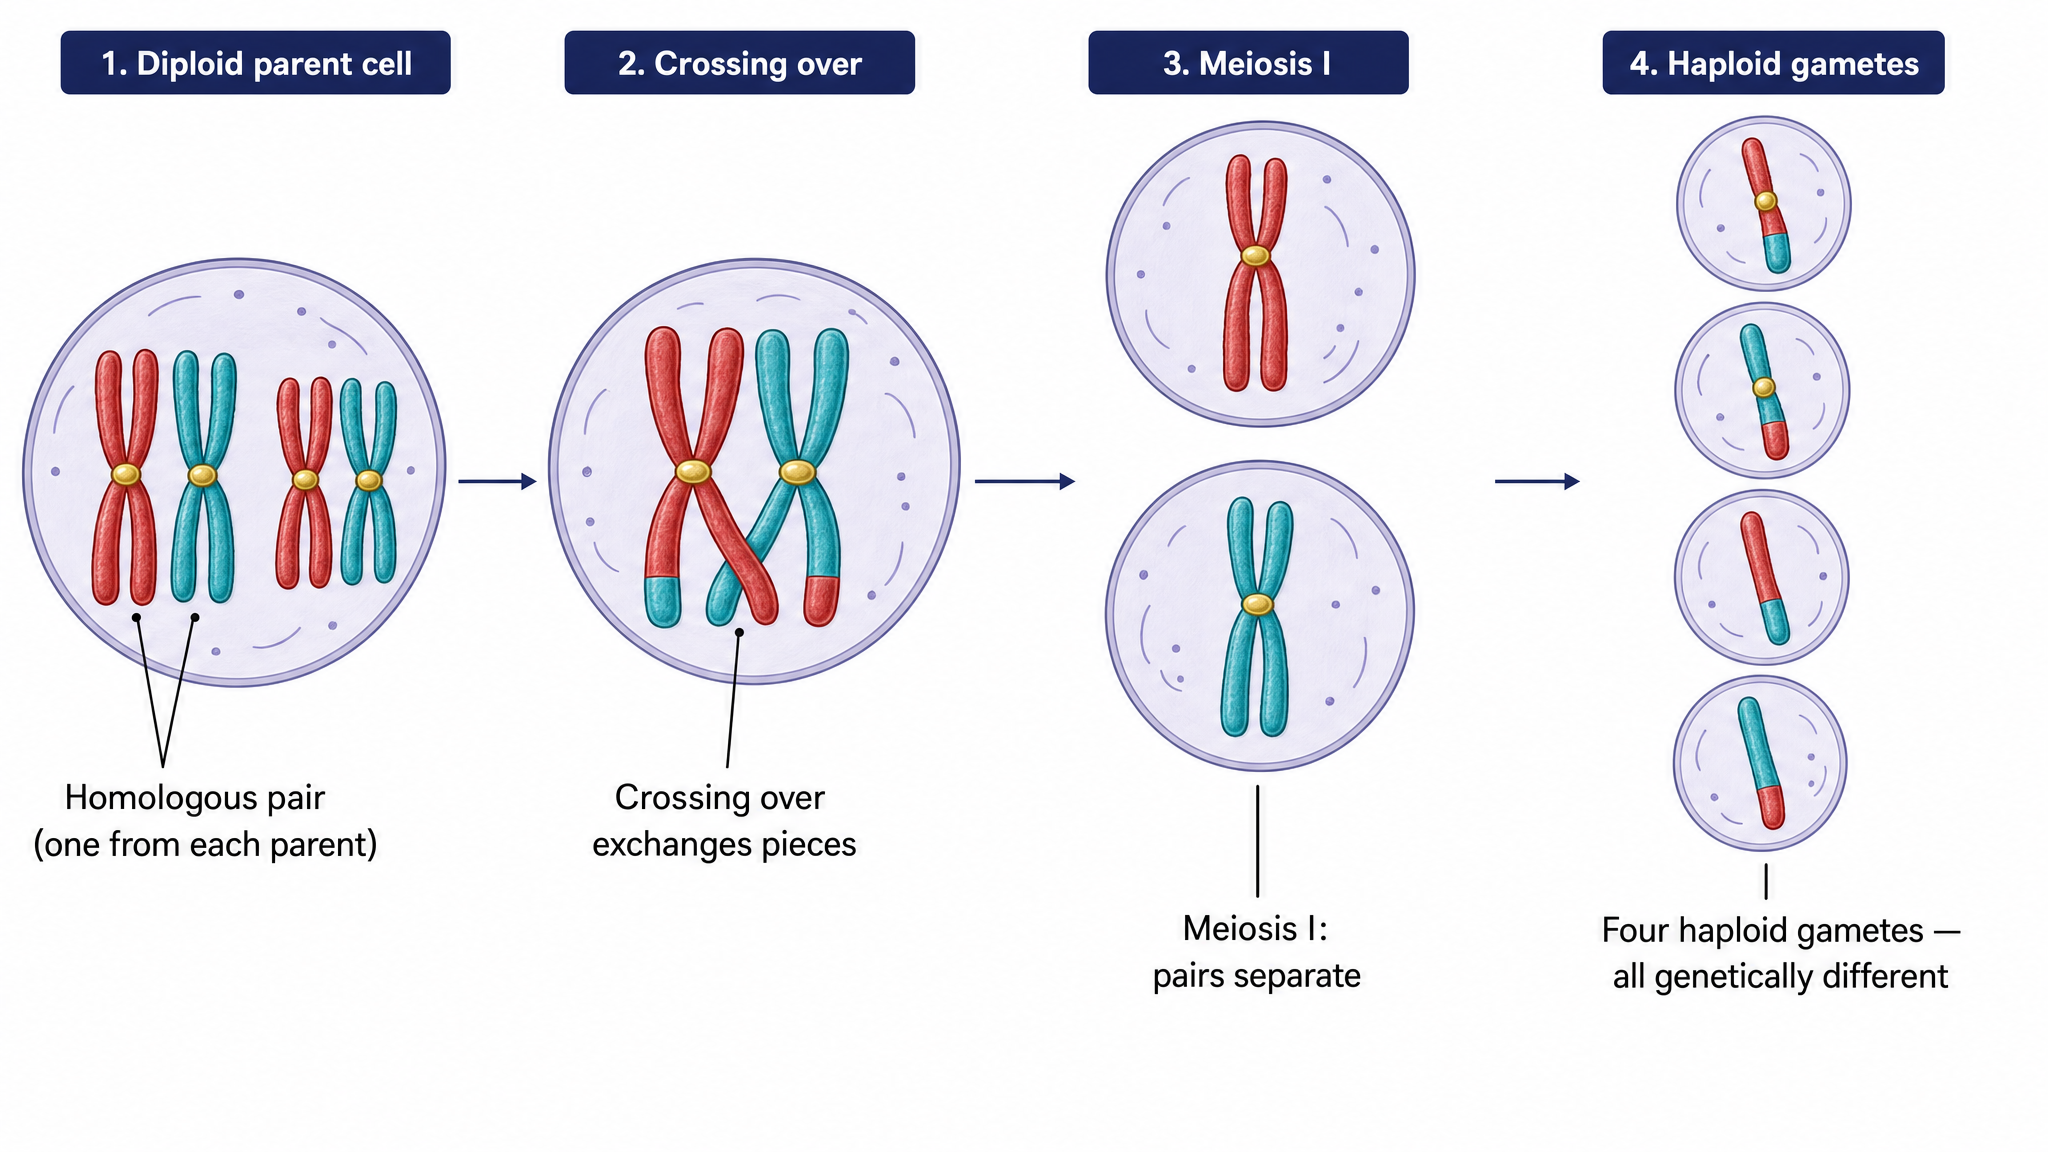 1. Diploid parent cell
2. Crossing over
3. Meiosis I
4. Haploid gametes
Homologous pair
(one from each parent)
Crossing over
exchanges pieces
Meiosis I:
pairs separate
Four haploid gametes —
all genetically different